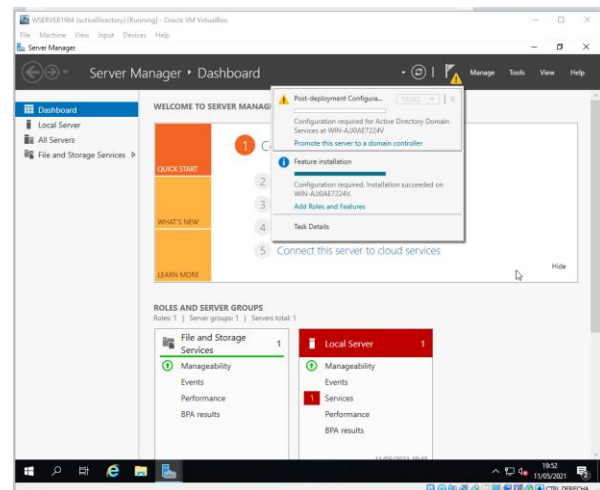 WSERVER1964 (activeDirectory) [Running] - Oracle VM VirtualBox
File Machine View Input Devices Help
Server Manager
Server Manager • Dashboard
Manage Tools View Help
Dashboard
Local Server
All Servers
File and Storage Services
WELCOME TO SERVER MANAG
QUICK START
WHAT'S NEW
LEARN MORE
1
2
3
4
5 Connect this server to cloud services
Hide
Post-deployment Configura... TASKS X
Configuration required for Active Directory Domain
Services at WIN-AJ0AE7224V
Promote this server to a domain controller
Feature installation
Configuration required. Installation succeeded on
WIN-AJ0AE7224V.
Add Roles and Features
Task Details
ROLES AND SERVER GROUPS
Roles: 1 | Server groups: 1 | Servers total: 1
File and Storage
Services 1
Manageability
Events
Performance
BPA results
Local Server 1
Manageability
Events
1 Services
Performance
BPA results
19:52
11/05/2021
2
CTRL DERECHA